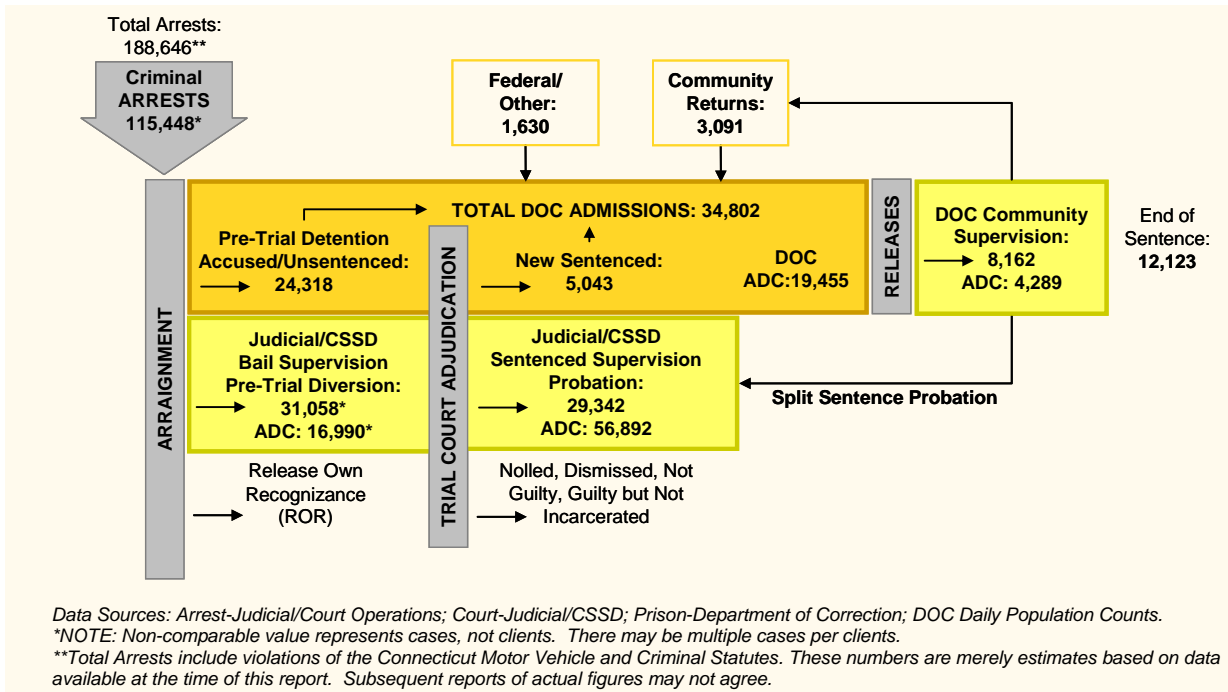 Total Arrests:
188,646**
Criminal
ARRESTS
115,448*
Federal/
Other:
1,630
Community
Returns:
3,091
ARRAIGNMENT
TOTAL DOC ADMISSIONS: 34,802
Pre-Trial Detention
Accused/Unsentenced:
24,318
TRIAL COURT ADJUDICATION
New Sentenced:
5,043
DOC
ADC:19,455
RELEASES
DOC Community
Supervision:
8,162
ADC: 4,289
End of
Sentence:
12,123
Judicial/CSSD
Bail Supervision
Pre-Trial Diversion:
31,058*
ADC: 16,990*
Judicial/CSSD
Sentenced Supervision
Probation:
29,342
ADC: 56,892
Split Sentence Probation
Release Own
Recognizance
(ROR)
Nolled, Dismissed, Not
Guilty, Guilty but Not
Incarcerated
Data Sources: Arrest-Judicial/Court Operations; Court-Judicial/CSSD; Prison-Department of Correction; DOC Daily Population Counts.
*NOTE: Non-comparable value represents cases, not clients. There may be multiple cases per clients.
**Total Arrests include violations of the Connecticut Motor Vehicle and Criminal Statutes. These numbers are merely estimates based on data
available at the time of this report. Subsequent reports of actual figures may not agree.